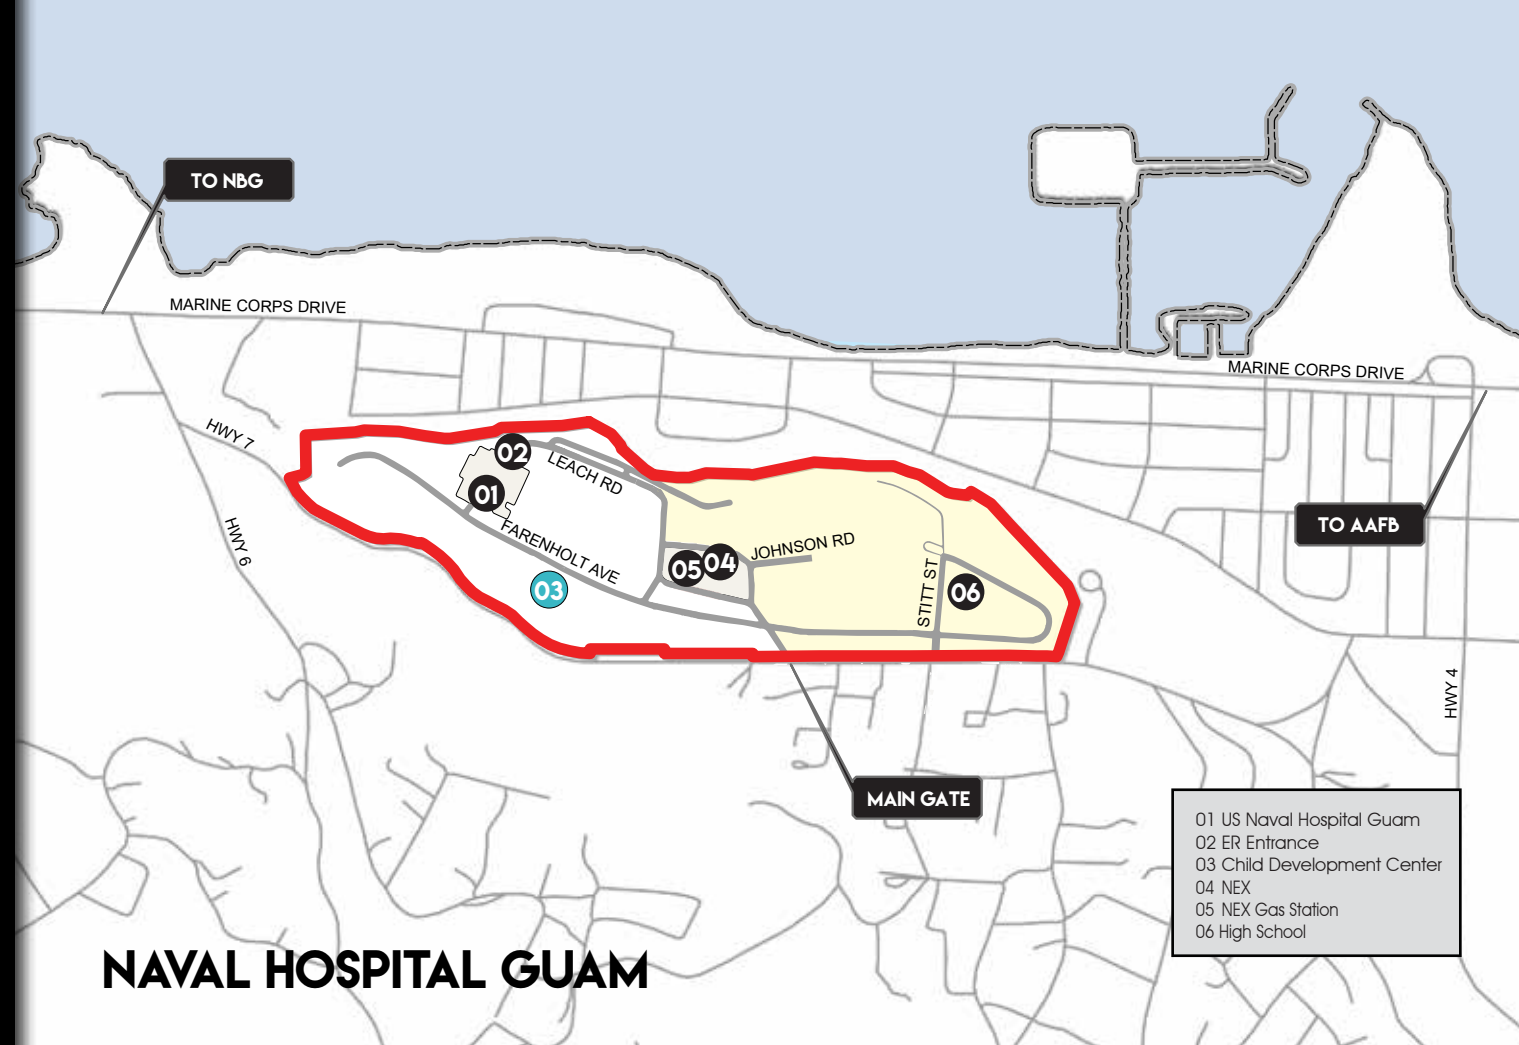 TO NBG
MARINE CORPS DRIVE
MARINE CORPS DRIVE
HWY 7
02
LEACH RD
01
TO AAFB
FARENHOLT AVE
HWY 6
JOHNSON RD
05
04
03
STITT ST
06
HWY 4
MAIN GATE
01 US Naval Hospital Guam
02 ER Entrance
03 Child Development Center
04 NEX
05 NEX Gas Station
06 High School
NAVAL HOSPITAL GUAM